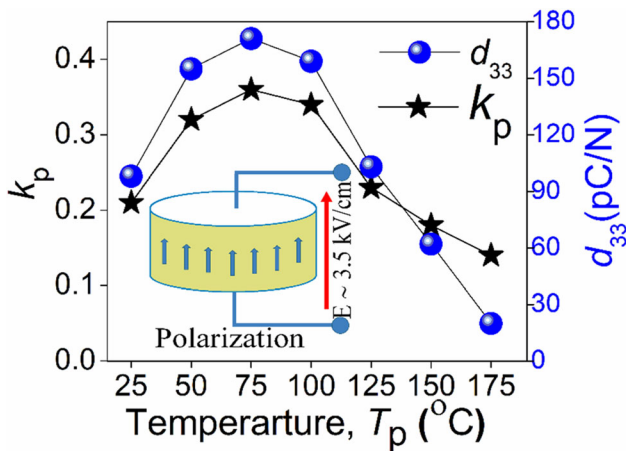 0.4
0.3
0.2
0.1
0.0
kp
180
150
120
90
60
30
0
d33(pC/N)
d33
kp
E ~ 3.5 kV/cm
Polarization
25 50 75 100 125 150 175
Temperarture, Tp (°C)